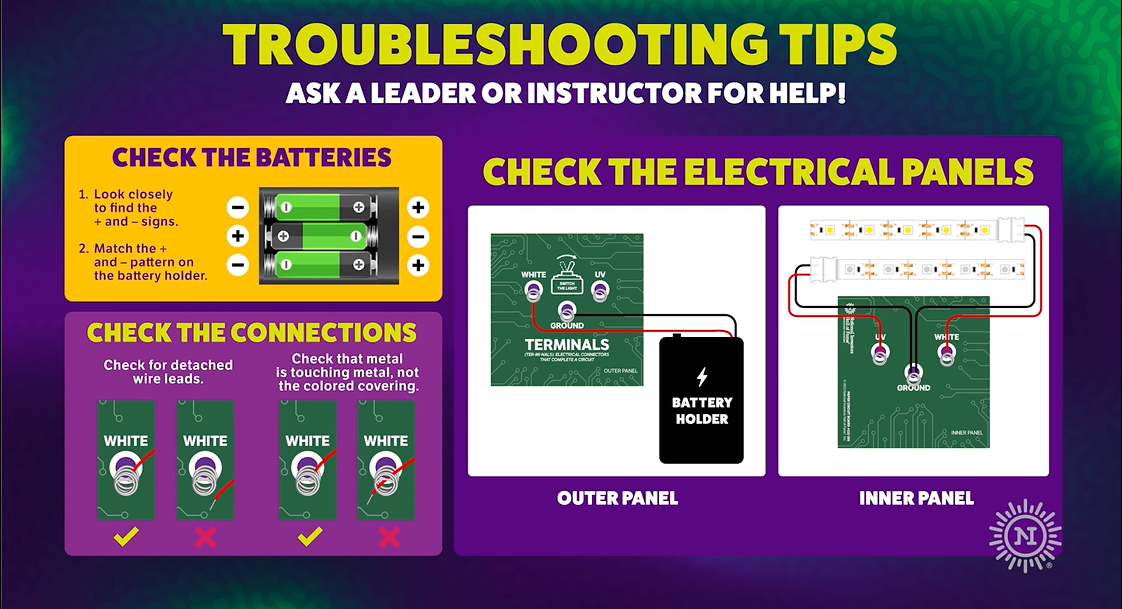 TROUBLESHOOTING TIPS
ASK A LEADER OR INSTRUCTOR FOR HELP!
CHECK THE BATTERIES
1. Look closely
to find the
+ and – signs.
2. Match the +
and – pattern on
the battery holder.
CHECK THE CONNECTIONS
Check for detached
wire leads.
Check that metal
is touching metal, not
the colored covering.
WHITE
WHITE
WHITE
WHITE
CHECK THE ELECTRICAL PANELS
WHITE
UV
SWITCH
THE LIGHT
GROUND
TERMINALS
(TER-MI-NALS): ELECTRICAL CONNECTORS
THAT COMPLETE A CIRCUIT
OUTER PANEL
BATTERY
HOLDER
OUTER PANEL
UV
WHITE
GROUND
INNER PANEL
INNER PANEL
N